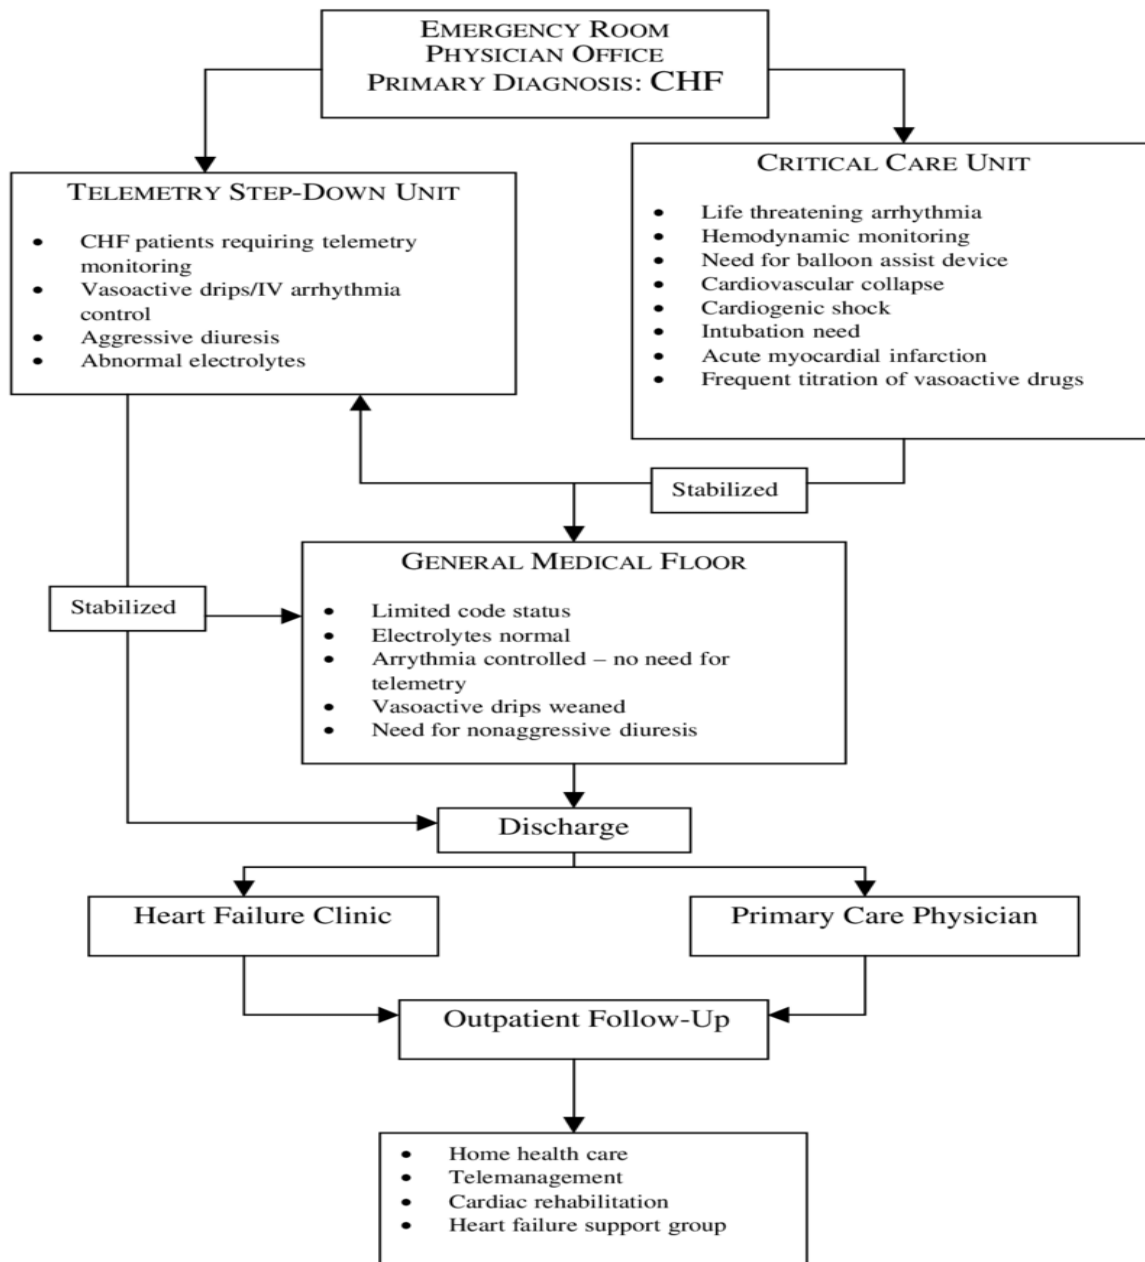 EMERGENCY ROOM
PHYSICIAN OFFICE
PRIMARY DIAGNOSIS: CHF
TELEMETRY STEP-DOWN UNIT
• CHF patients requiring telemetry
monitoring
• Vasoactive drips/IV arrhythmia
control
• Aggressive diuresis
• Abnormal electrolytes
CRITICAL CARE UNIT
• Life threatening arrhythmia
• Hemodynamic monitoring
• Need for balloon assist device
• Cardiovascular collapse
• Cardiogenic shock
• Intubation need
• Acute myocardial infarction
• Frequent titration of vasoactive drugs
Stabilized
GENERAL MEDICAL FLOOR
• Limited code status
• Electrolytes normal
• Arrythmia controlled – no need for
telemetry
• Vasoactive drips weaned
• Need for nonaggressive diuresis
Stabilized
Discharge
Heart Failure Clinic
Primary Care Physician
Outpatient Follow-Up
• Home health care
• Telemanagement
• Cardiac rehabilitation
• Heart failure support group